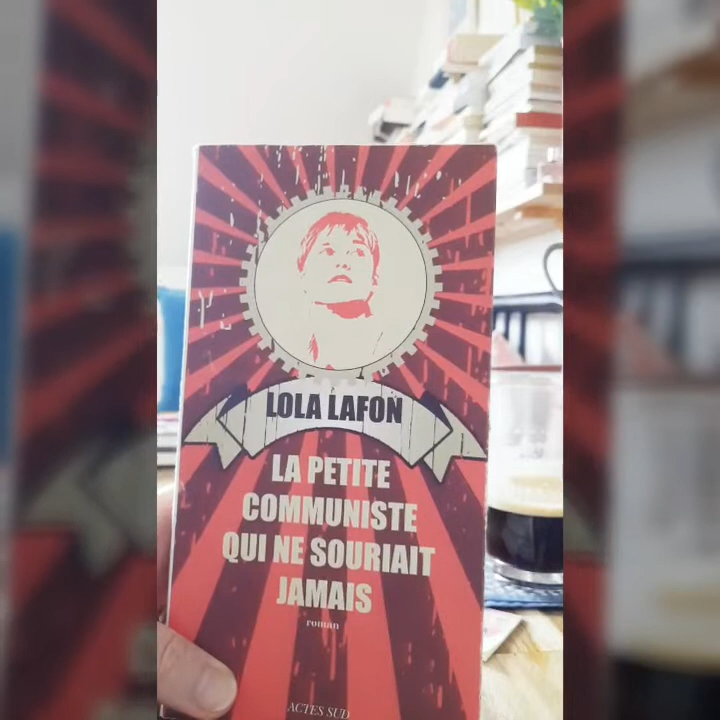 LOLA LAFON
LA PETITE
COMMUNISTE
QUI NE SOURIAIT
JAMAIS
roman
ACTES SUD